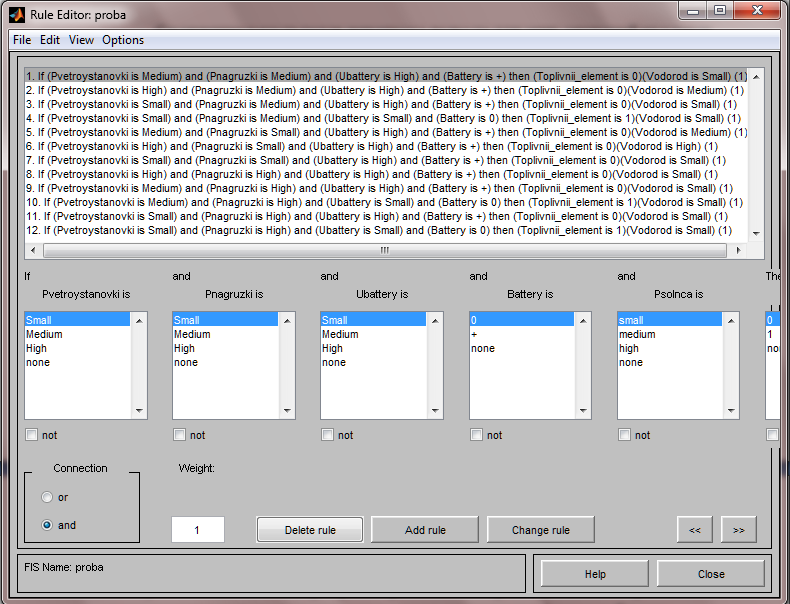 Rule Editor: proba
File Edit View Options
1. If (Pvetroystanovki is Medium) and (Pnagruzki is Medium) and (Ubattery is High) and (Battery is +) then (Toplivnii_element is 0)(Vodorod is Small) (1)
2. If (Pvetroystanovki is High) and (Pnagruzki is Medium) and (Ubattery is High) and (Battery is +) then (Toplivnii_element is 0)(Vodorod is Medium) (1)
3. If (Pvetroystanovki is Small) and (Pnagruzki is Medium) and (Ubattery is High) and (Battery is +) then (Toplivnii_element is 0)(Vodorod is Small) (1)
4. If (Pvetroystanovki is Small) and (Pnagruzki is Medium) and (Ubattery is Small) and (Battery is 0) then (Toplivnii_element is 1)(Vodorod is Small) (1)
5. If (Pvetroystanovki is Medium) and (Pnagruzki is Small) and (Ubattery is High) and (Battery is +) then (Toplivnii_element is 0)(Vodorod is Medium) (1)
6. If (Pvetroystanovki is High) and (Pnagruzki is Small) and (Ubattery is High) and (Battery is +) then (Toplivnii_element is 0)(Vodorod is High) (1)
7. If (Pvetroystanovki is Small) and (Pnagruzki is Small) and (Ubattery is High) and (Battery is +) then (Toplivnii_element is 0)(Vodorod is Small) (1)
8. If (Pvetroystanovki is High) and (Pnagruzki is High) and (Ubattery is High) and (Battery is +) then (Toplivnii_element is 0)(Vodorod is Small) (1)
9. If (Pvetroystanovki is Medium) and (Pnagruzki is High) and (Ubattery is High) and (Battery is +) then (Toplivnii_element is 0)(Vodorod is Small) (1)
10. If (Pvetroystanovki is Medium) and (Pnagruzki is High) and (Ubattery is Small) and (Battery is 0) then (Toplivnii_element is 1)(Vodorod is Small) (1)
11. If (Pvetroystanovki is Small) and (Pnagruzki is High) and (Ubattery is High) and (Battery is +) then (Toplivnii_element is 0)(Vodorod is Small) (1)
12. If (Pvetroystanovki is Small) and (Pnagruzki is High) and (Ubattery is Small) and (Battery is 0) then (Toplivnii_element is 1)(Vodorod is Small) (1)
If and and and and The
Pvetroystanovki is Pnagruzki is Ubattery is Battery is Psolnca is
Small Small Small 0 small 0
Medium Medium Medium + medium 1
High High High none high nor
none none none none
not not not not not
Connection Weight:
or
and 1 Delete rule Add rule Change rule << >>
FIS Name: proba Help Close